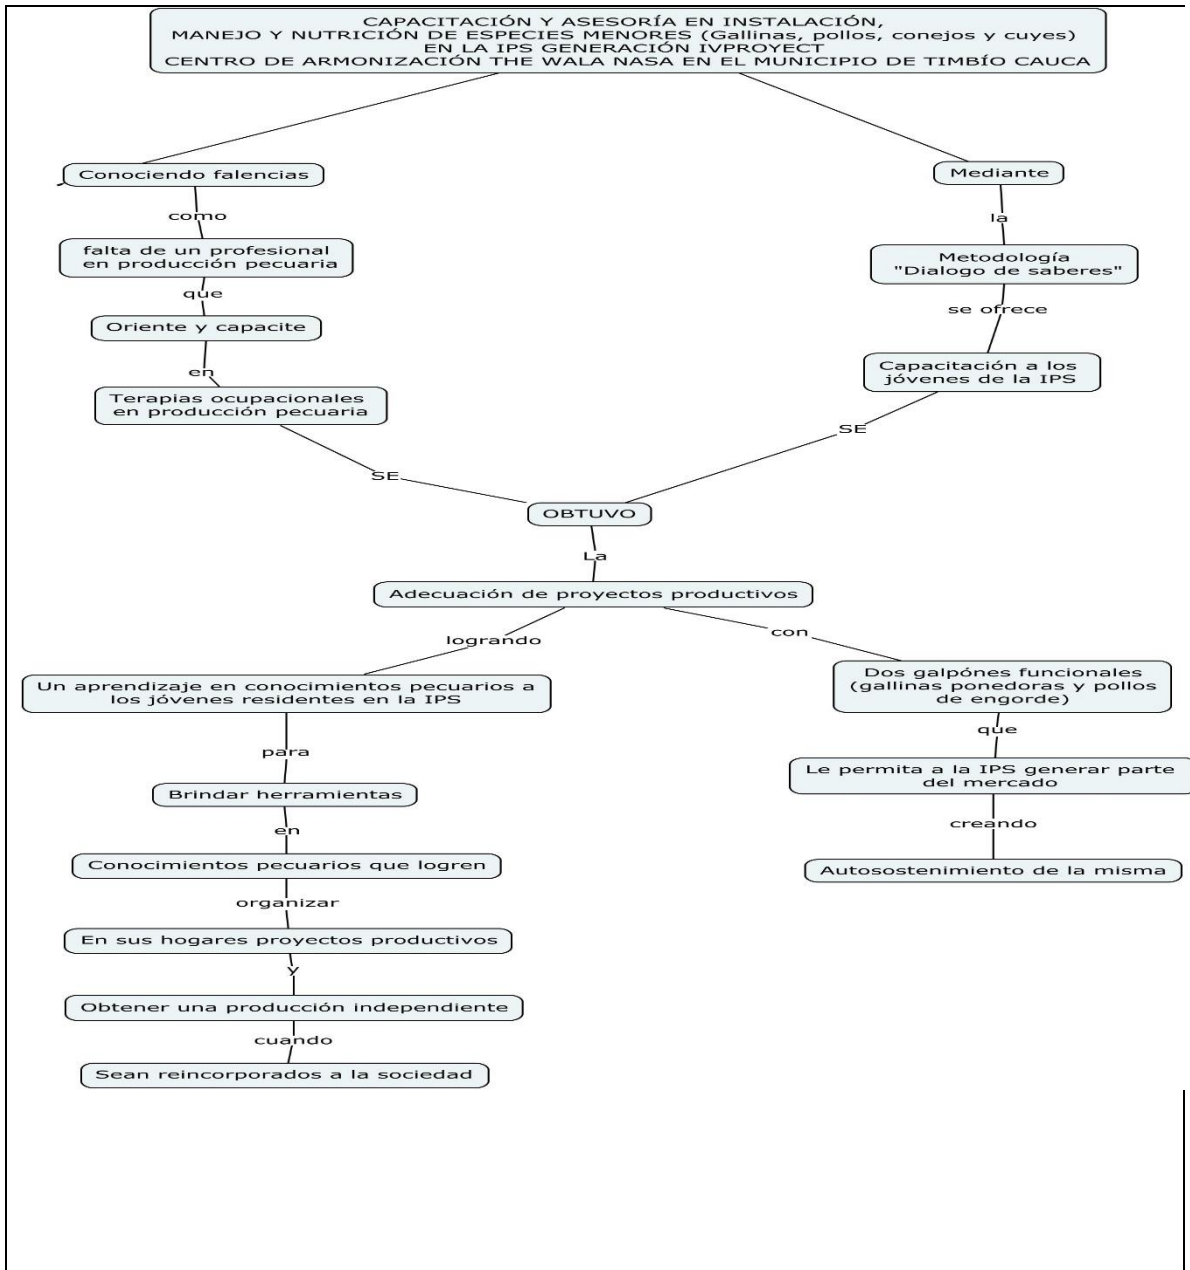 CAPACITACIÓN Y ASESORÍA EN INSTALACIÓN,
MANEJO Y NUTRICIÓN DE ESPECIES MENORES (Gallinas, pollos, conejos y cuyes)
EN LA IPS GENERACIÓN IVPROYECT
CENTRO DE ARMONIZACIÓN THE WALA NASA EN EL MUNICIPIO DE TIMBÍO CAUCA
Conociendo falencias
como
falta de un profesional
en producción pecuaria
que
Oriente y capacite
en
Terapias ocupacionales
en producción pecuaria
SE
Mediante
la
Metodología
"Dialogo de saberes"
se ofrece
Capacitación a los
jóvenes de la IPS
SE
OBTUVO
La
Adecuación de proyectos productivos
logrando
Un aprendizaje en conocimientos pecuarios a
los jóvenes residentes en la IPS
para
Brindar herramientas
en
Conocimientos pecuarios que logren
organizar
En sus hogares proyectos productivos
y
Obtener una producción independiente
cuando
Sean reincorporados a la sociedad
con
Dos galpónes funcionales
(gallinas ponedoras y pollos
de engorde)
que
Le permita a la IPS generar parte
del mercado
creando
Autosostenimiento de la misma